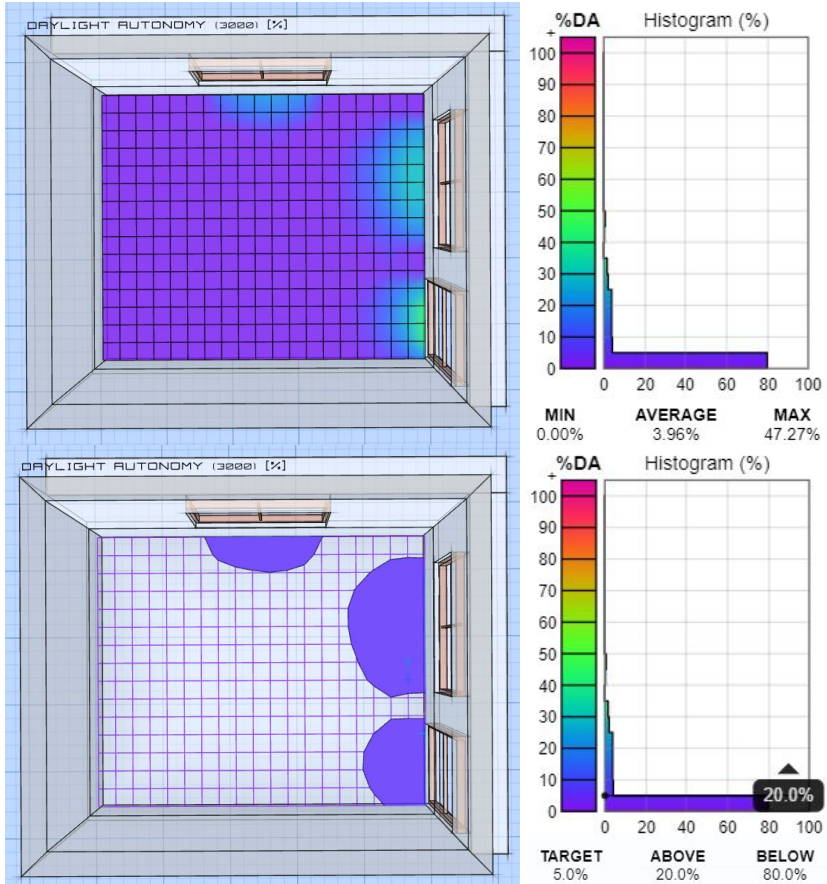 DAYLIGHT AUTONOMY (3000) [%]
%DA
Histogram (%)
+
100
90
80
70
60
50
40
30
20
10
0
0 20 40 60 80 100
MIN AVERAGE MAX
0.00% 3.96% 47.27%
DAYLIGHT AUTONOMY (3000) [%]
%DA
Histogram (%)
+
100
90
80
70
60
50
40
30
20
10
0
20.0%
0 20 40 60 80 100
TARGET ABOVE BELOW
5.0% 20.0% 80.0%